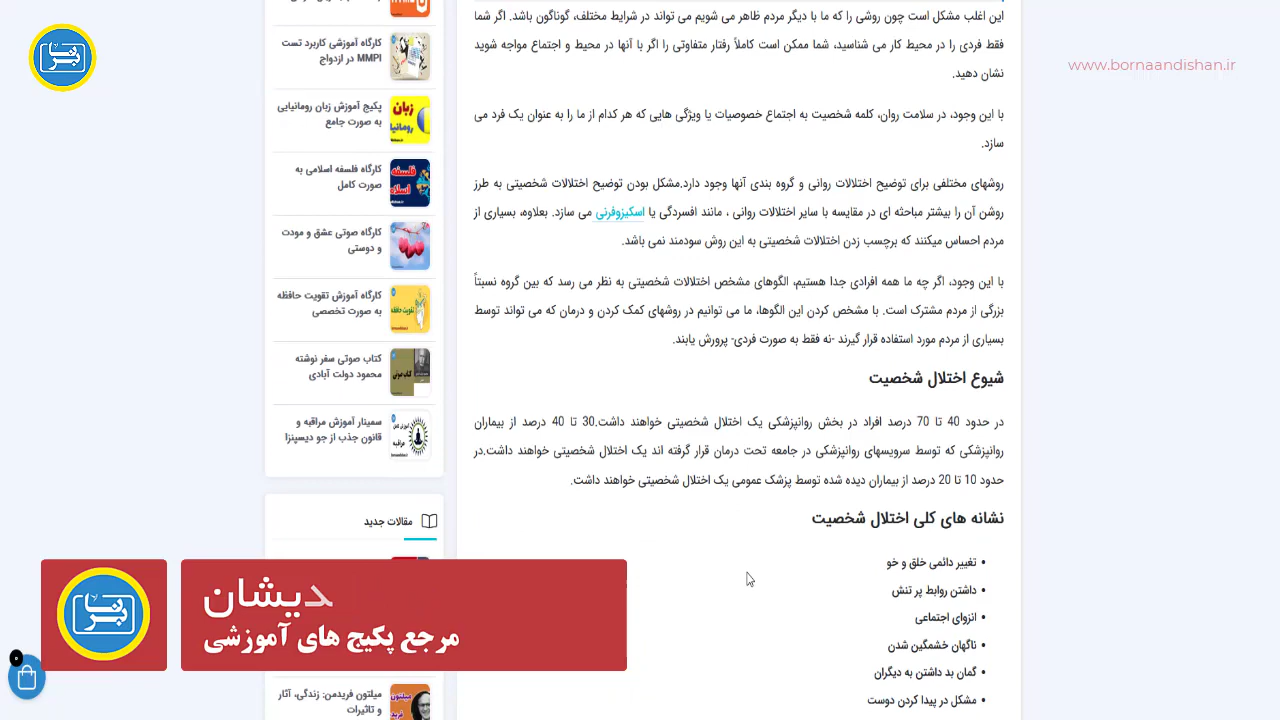 www.bornaandishan.ir
برنا
این اغلب مشکل است چون روشی را که ما با دیگر مردم ظاهر می شویم می تواند در شرایط مختلف، گوناگون باشد. اگر شما
فقط فردی را در محیط کار می شناسید، شما ممکن است کاملاً رفتار متفاوتی را اگر با آنها در محیط و اجتماع مواجه شوید
نشان دهید.
با این وجود، در سلامت روان، کلمه شخصیت به اجتماع خصوصیات یا ویژگی هایی که هر کدام از ما را به عنوان یک فرد می
سازد.
روشهای مختلفی برای توضیح اختلالات روانی و گروه بندی آنها وجود دارد.مشکل بودن توضیح اختلالات شخصیتی به طرز
روشن آن را بیشتر مباحثه ای در مقایسه با سایر اختلالات روانی ، مانند افسردگی یا اسکیزوفرنی می سازد. بعلاوه، بسیاری از
مردم احساس میکنند که برچسب زدن اختلالات شخصیتی به این روش سودمند نمی باشد.
با این وجود، اگر چه ما همه افرادی جدا هستیم، الگوهای مشخص اختلالات شخصیتی به نظر می رسد که بین گروه نسبتاً
بزرگی از مردم مشترک است. با مشخص کردن این الگوها، ما می توانیم در روشهای کمک کردن و درمان که می تواند توسط
بسیاری از مردم مورد استفاده قرار گیرند -نه فقط به صورت فردی- پرورش یابند.
شیوع اختلال شخصیت
در حدود 40 تا 70 درصد افراد در بخش روانپزشکی یک اختلال شخصیتی خواهند داشت.30 تا 40 درصد از بیماران
روانپزشکی که توسط سرویسهای روانپزشکی در جامعه تحت درمان قرار گرفته اند یک اختلال شخصیتی خواهند داشت.در
حدود 10 تا 20 درصد از بیماران دیده شده توسط پزشک عمومی یک اختلال شخصیتی خواهند داشت.
نشانه های کلی اختلال شخصیت
• تغییر دائمی خلق و خو
• داشتن روابط پر تنش
• انزوای اجتماعی
• ناگهان خشمگین شدن
• گمان بد داشتن به دیگران
• مشکل در پیدا کردن دوست
کارگاه آموزشی کاربرد تست
MMPI در ازدواج
پکیج آموزش زبان رومانیایی
به صورت جامع
کارگاه فلسفه اسلامی به
صورت کامل
کارگاه صوتی عشق و مودت
و دوستی
کارگاه آموزش تقویت حافظه
به صورت تخصصی
کتاب صوتی سفر نوشته
محمود دولت آبادی
سمینار آموزش مراقبه و
قانون جذب از جو دیسپنزا
مقالات جدید
میلتون فریدمن: زندگی، آثار
و تاثیرات
برنا
دیشان
مرجع پکیج های آموزشی